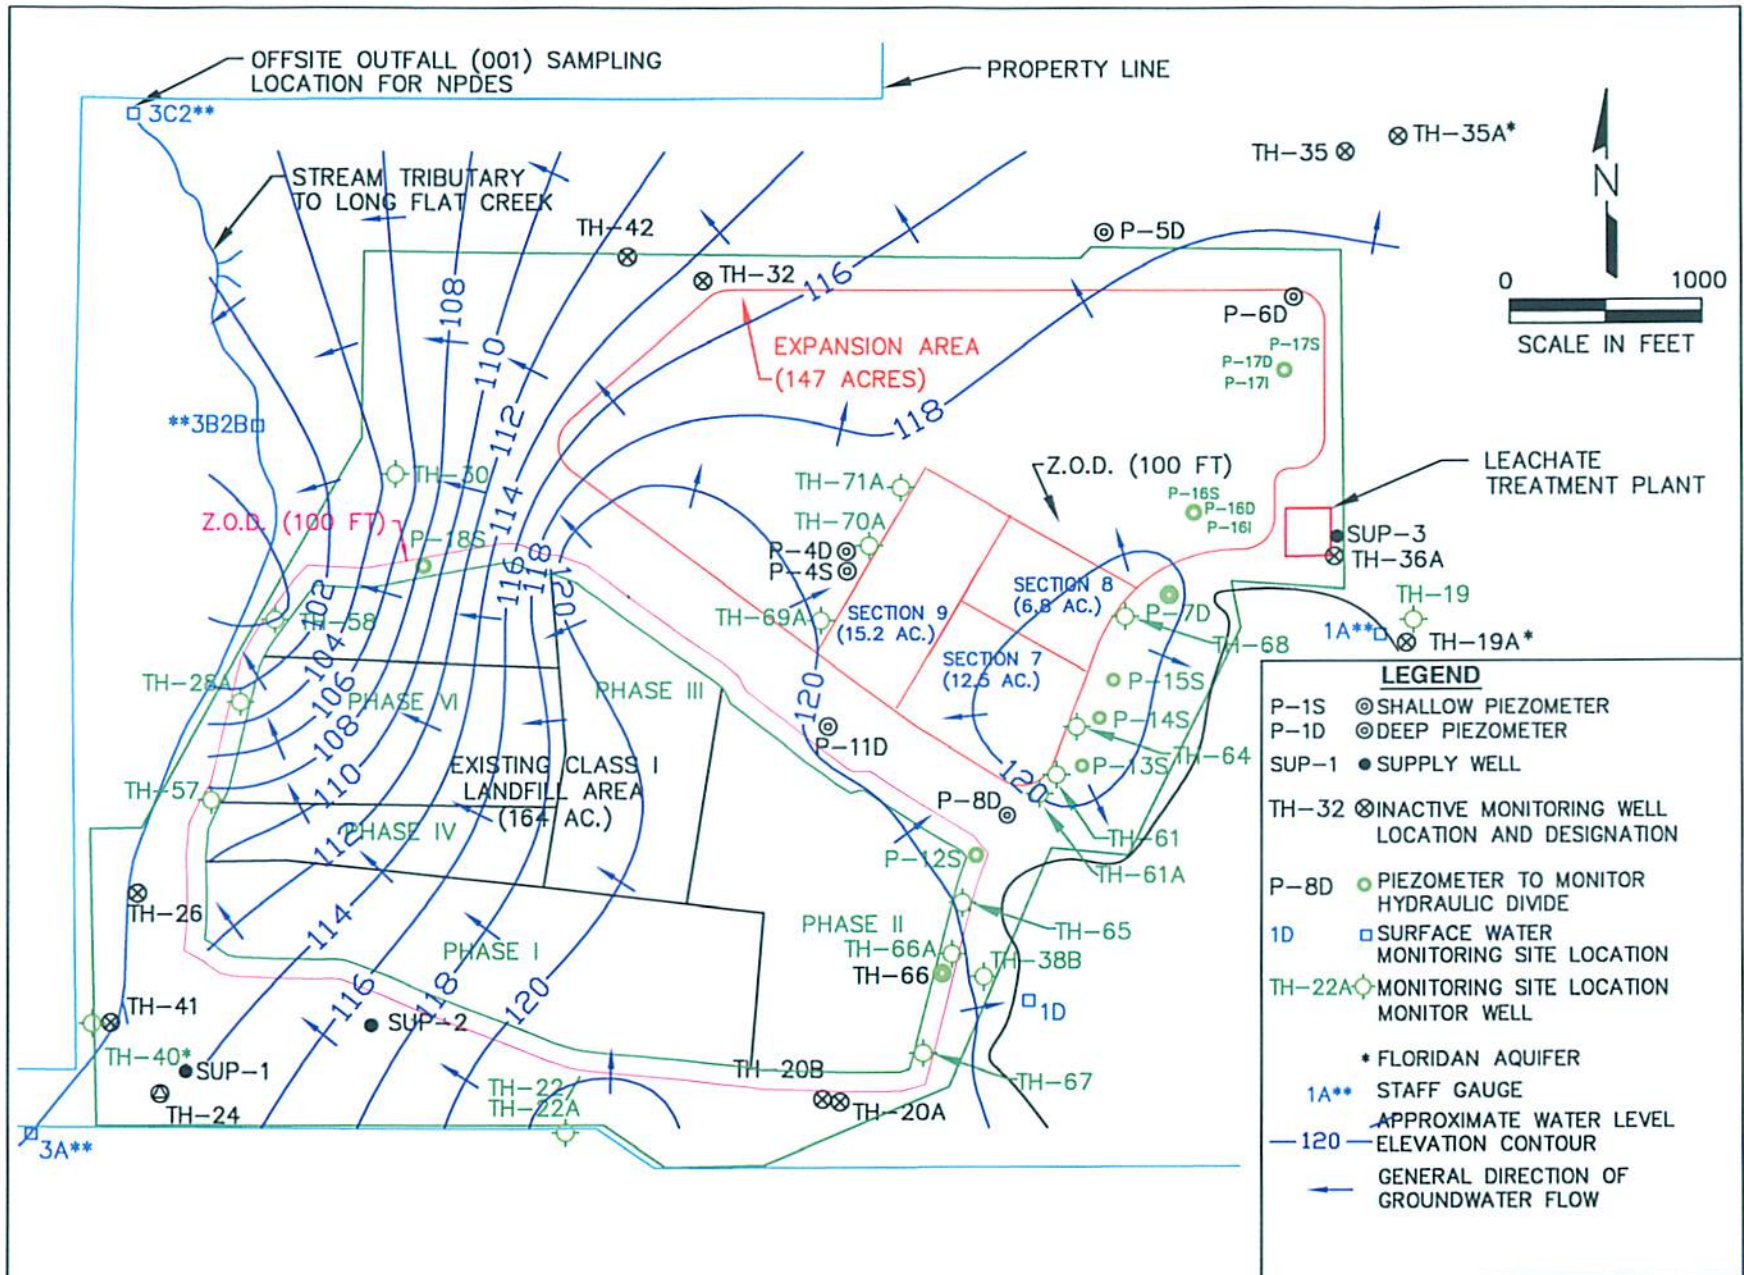 OFFSITE OUTFALL (001) SAMPLING
LOCATION FOR NPDES
PROPERTY LINE
3C2**
TH-35
TH-35A*
N
STREAM TRIBUTARY
TO LONG FLAT CREEK
TH-42
P-5D
TH-32
116
108
0 1000
SCALE IN FEET
P-6D
P-17S
P-17D
P-17I
EXPANSION AREA
(147 ACRES)
110
112
118
**3B2B
TH-30
114
TH-71A
Z.O.D. (100 FT)
LEACHATE
TREATMENT PLANT
P-16S
P-16D
P-16I
Z.O.D. (100 FT)
P-18S
TH-70A
P-4D
P-4S
SUP-3
TH-36A
116
118
120
SECTION 8
(6.8 AC.)
P-7D
TH-19
102
TH-58
TH-69A
SECTION 9
(15.2 AC.)
TH-68
1A**
TH-19A*
104
SECTION 7
(12.5 AC.)
TH-28A
106
PHASE VI
PHASE III
P-15S
120
108
P-14S
P-11D
TH-64
EXISTING CLASS I
LANDFILL AREA
(164 AC.)
110
P-13S
120
TH-57
P-8D
PHASE IV
112
TH-61
P-12S
TH-61A
TH-26
114
PHASE I
PHASE II
TH-65
TH-66A
TH-66
TH-38B
116
118
120
1D
TH-41
SUP-2
TH-40*
SUP-1
TH-24
TH-20B
TH-67
TH-22/
TH-22A
TH-20A
3A**
LEGEND
P-1S SHALLOW PIEZOMETER
P-1D DEEP PIEZOMETER
SUP-1 SUPPLY WELL
TH-32 INACTIVE MONITORING WELL
LOCATION AND DESIGNATION
P-8D PIEZOMETER TO MONITOR
HYDRAULIC DIVIDE
1D SURFACE WATER
MONITORING SITE LOCATION
TH-22A MONITORING SITE LOCATION
MONITOR WELL
* FLORIDAN AQUIFER
1A** STAFF GAUGE
APPROXIMATE WATER LEVEL
120 ELEVATION CONTOUR
GENERAL DIRECTION OF
GROUNDWATER FLOW